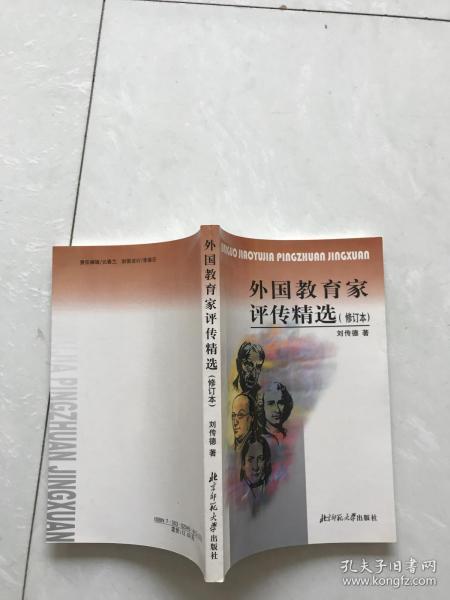 WAIGUO JIAOYUJIA PINGZHUAN JINGXUAN
外国教育家
评传精选(修订本)
刘传德 著
北京师范大学出版社
外国教育家评传精选(修订本)
刘传德 著
北京师范大学出版社
JIA PINGZHUAN JINGXUAN
孔夫子旧书网
www.kongfz.com